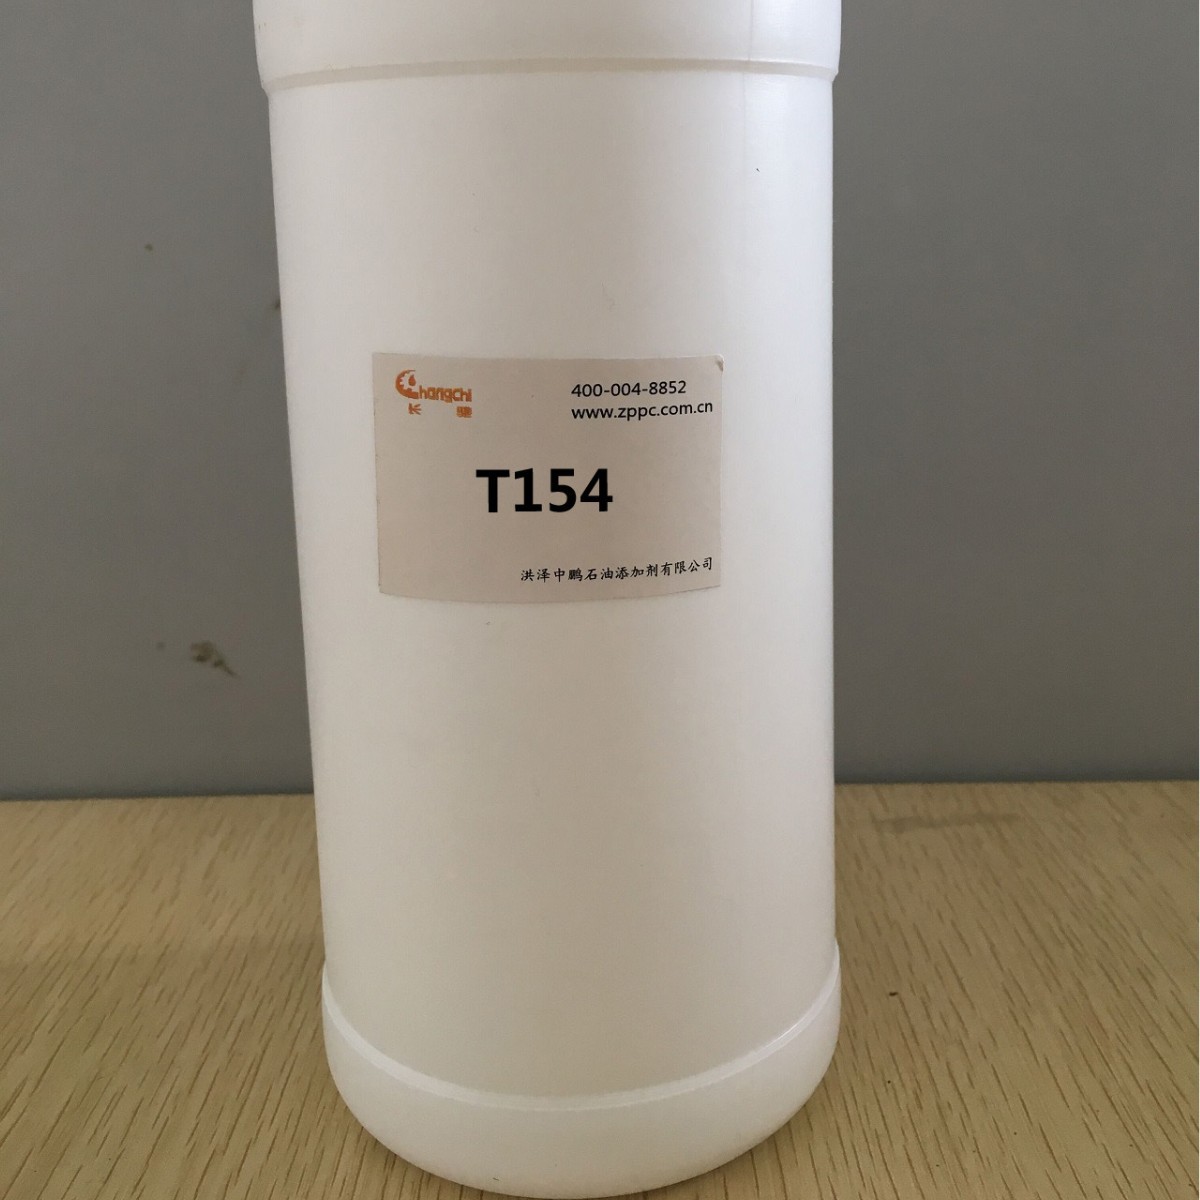 Changchi
长驰
400-004-8852
www.zppc.com.cn
T154
洪泽中鹏石油添加剂有限公司